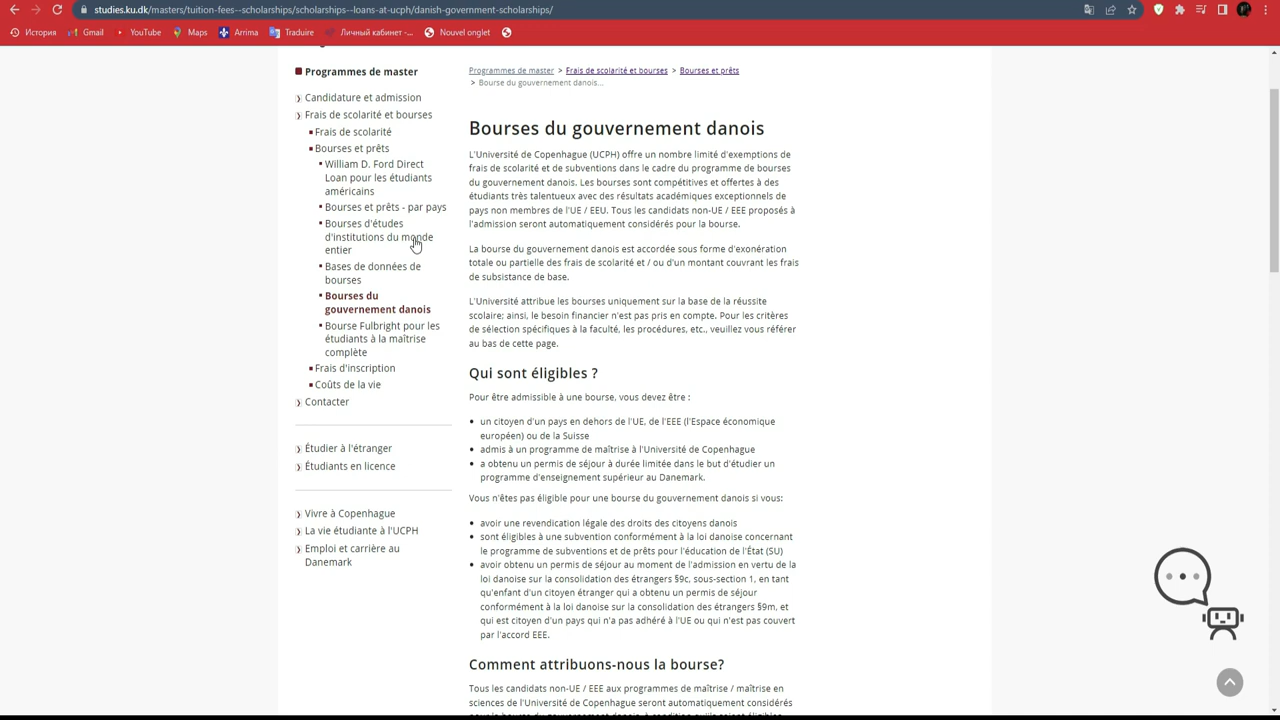 studies.ku.dk/masters/tuition-fees--scholarships/scholarships--loans-at-ucph/danish-government-scholarships/
История Gmail YouTube Maps Arrima Traduire Личный кабинет -... Nouvel onglet
Programmes de master
Candidature et admission
Frais de scolarité et bourses
Frais de scolarité
Bourses et prêts
William D. Ford Direct
Loan pour les étudiants
américains
Bourses et prêts - par pays
Bourses d'études
d'institutions du monde
entier
Bases de données de
bourses
Bourses du
gouvernement danois
Bourse Fulbright pour les
étudiants à la maîtrise
complète
Frais d'inscription
Coûts de la vie
Contacter
Étudier à l'étranger
Étudiants en licence
Vivre à Copenhague
La vie étudiante à l'UCPH
Emploi et carrière au
Danemark
Programmes de master > Frais de scolarité et bourses > Bourses et prêts
> Bourse du gouvernement danois...
Bourses du gouvernement danois
L'Université de Copenhague (UCPH) offre un nombre limité d'exemptions de
frais de scolarité et de subventions dans le cadre du programme de bourses
du gouvernement danois. Les bourses sont compétitives et offertes à des
étudiants très talentueux avec des résultats académiques exceptionnels de
pays non membres de l'UE / EEU. Tous les candidats non-UE / EEE proposés à
l'admission seront automatiquement considérés pour la bourse.
La bourse du gouvernement danois est accordée sous forme d'exonération
totale ou partielle des frais de scolarité et / ou d'un montant couvrant les frais
de subsistance de base.
L'Université attribue les bourses uniquement sur la base de la réussite
scolaire; ainsi, le besoin financier n'est pas pris en compte. Pour les critères
de sélection spécifiques à la faculté, les procédures, etc., veuillez vous référer
au bas de cette page.
Qui sont éligibles ?
Pour être admissible à une bourse, vous devez être :
un citoyen d'un pays en dehors de l'UE, de l'EEE (l'Espace économique
européen) ou de la Suisse
admis à un programme de maîtrise à l'Université de Copenhague
a obtenu un permis de séjour à durée limitée dans le but d'étudier un
programme d'enseignement supérieur au Danemark.
Vous n'êtes pas éligible pour une bourse du gouvernement danois si vous:
avoir une revendication légale des droits des citoyens danois
sont éligibles à une subvention conformément à la loi danoise concernant
le programme de subventions et de prêts pour l'éducation de l'État (SU)
avoir obtenu un permis de séjour au moment de l'admission en vertu de la
loi danoise sur la consolidation des étrangers §9c, sous-section 1, en tant
qu'enfant d'un citoyen étranger qui a obtenu un permis de séjour
conformément à la loi danoise sur la consolidation des étrangers §9m, et
qui est citoyen d'un pays qui n'a pas adhéré à l'UE ou qui n'est pas couvert
par l'accord EEE.
Comment attribuons-nous la bourse?
Tous les candidats non-UE / EEE aux programmes de maîtrise / maîtrise en
sciences de l'Université de Copenhague seront automatiquement considérés